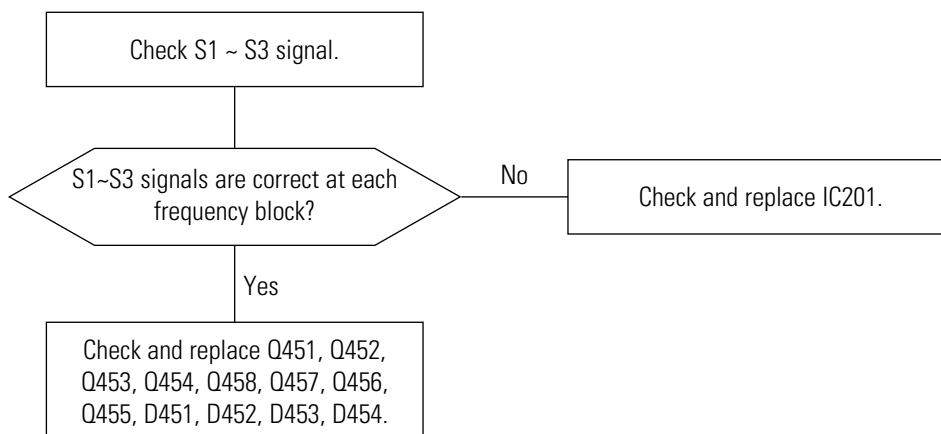 Check S1 ~ S3 signal.
S1~S3 signals are correct at each
frequency block?
No
Check and replace IC201.
Yes
Check and replace Q451, Q452,
Q453, Q454, Q458, Q457, Q456,
Q455, D451, D452, D453, D454.